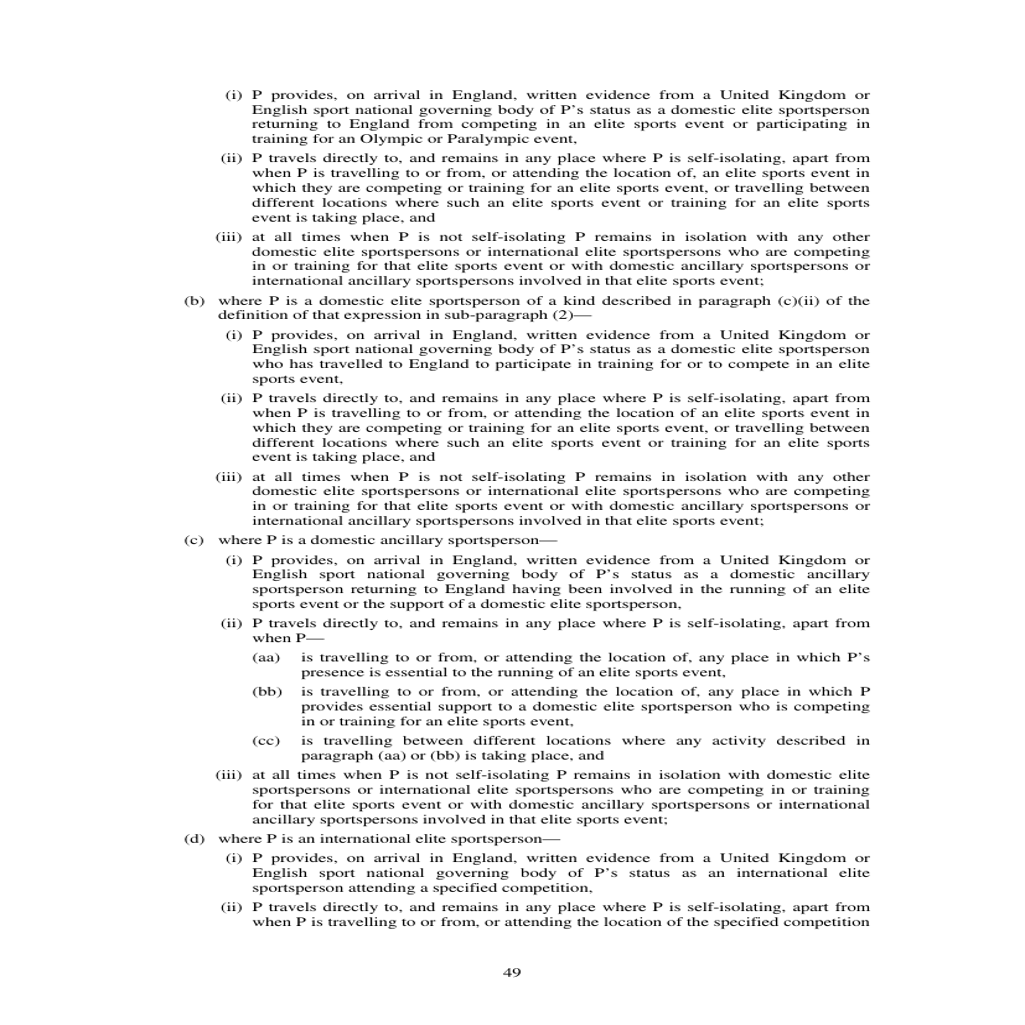 (i) P provides, on arrival in England, written evidence from a United Kingdom or
English sport national governing body of P's status as a domestic elite sportsperson
returning to England from competing in an elite sports event or participating in
training for an Olympic or Paralympic event,
(ii) P travels directly to, and remains in any place where P is self-isolating, apart from
when P is travelling to or from, or attending the location of, an elite sports event in
which they are competing or training for an elite sports event, or travelling between
different locations where such an elite sports event or training for an elite sports
event is taking place, and
(iii) at all times when P is not self-isolating P remains in isolation with any other
domestic elite sportspersons or international elite sportspersons who are competing
in or training for that elite sports event or with domestic ancillary sportspersons or
international ancillary sportspersons involved in that elite sports event;
(b) where P is a domestic elite sportsperson of a kind described in paragraph (c)(ii) of the
definition of that expression in sub-paragraph (2)—
(i) P provides, on arrival in England, written evidence from a United Kingdom or
English sport national governing body of P's status as a domestic elite sportsperson
who has travelled to England to participate in training for or to compete in an elite
sports event,
(ii) P travels directly to, and remains in any place where P is self-isolating, apart from
when P is travelling to or from, or attending the location of an elite sports event in
which they are competing or training for an elite sports event, or travelling between
different locations where such an elite sports event or training for an elite sports
event is taking place, and
(iii) at all times when P is not self-isolating P remains in isolation with any other
domestic elite sportspersons or international elite sportspersons who are competing
in or training for that elite sports event or with domestic ancillary sportspersons or
international ancillary sportspersons involved in that elite sports event;
(c) where P is a domestic ancillary sportsperson—
(i) P provides, on arrival in England, written evidence from a United Kingdom or
English sport national governing body of P's status as a domestic ancillary
sportsperson returning to England having been involved in the running of an elite
sports event or the support of a domestic elite sportsperson,
(ii) P travels directly to, and remains in any place where P is self-isolating, apart from
when P—
(aa) is travelling to or from, or attending the location of, any place in which P's
presence is essential to the running of an elite sports event,
(bb) is travelling to or from, or attending the location of, any place in which P
provides essential support to a domestic elite sportsperson who is competing
in or training for an elite sports event,
(cc) is travelling between different locations where any activity described in
paragraph (aa) or (bb) is taking place, and
(iii) at all times when P is not self-isolating P remains in isolation with domestic elite
sportspersons or international elite sportspersons who are competing in or training
for that elite sports event or with domestic ancillary sportspersons or international
ancillary sportspersons involved in that elite sports event;
(d) where P is an international elite sportsperson—
(i) P provides, on arrival in England, written evidence from a United Kingdom or
English sport national governing body of P's status as an international elite
sportsperson attending a specified competition,
(ii) P travels directly to, and remains in any place where P is self-isolating, apart from
when P is travelling to or from, or attending the location of the specified competition
49